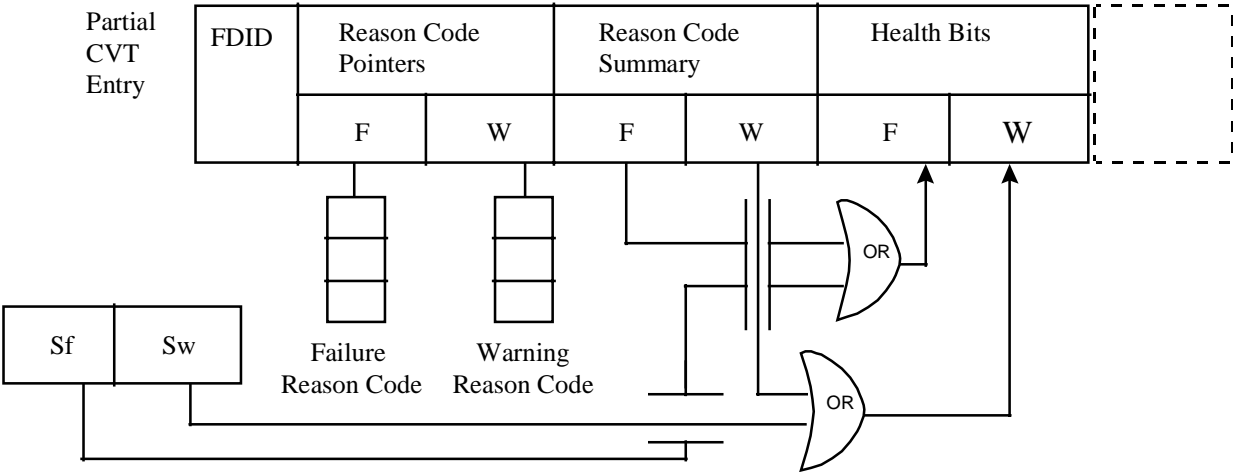 Partial
CVT
Entry
FDID
Reason Code
Pointers
Reason Code
Summary
Health Bits
F
W
F
W
F
W
OR
Sf
Sw
Failure
Reason Code
Warning
Reason Code
OR